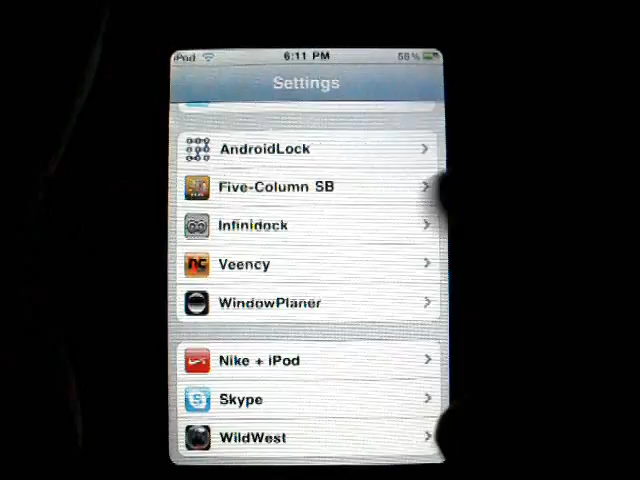 iPod 6:11 PM 58%
Settings
AndroidLock
Five-Column SB
Infinidock
Veency
WindowPlaner
Nike + iPod
Skype
WildWest